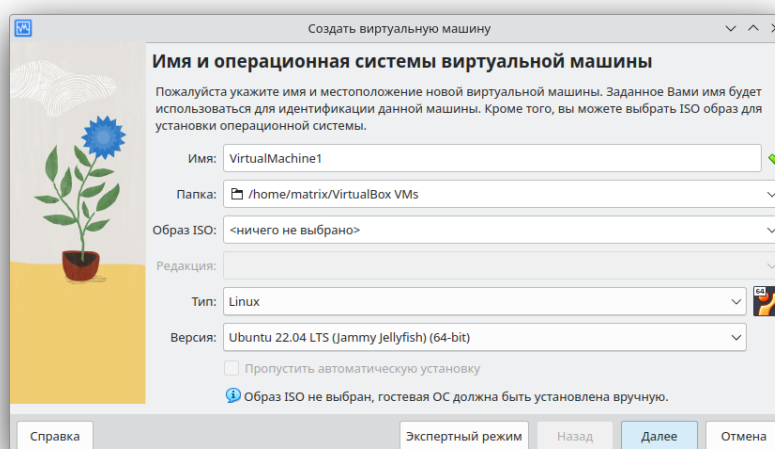 Создать виртуальную машину
Имя и операционная системы виртуальной машины
Пожалуйста укажите имя и местоположение новой виртуальной машины. Заданное Вами имя будет
использоваться для идентификации данной машины. Кроме того, вы можете выбрать ISO образ для
установки операционной системы.
Имя: VirtualMachine1
Папка: /home/matrix/VirtualBox VMs
Образ ISO: <ничего не выбрано>
Редакция:
Тип: Linux
64
Версия: Ubuntu 22.04 LTS (Jammy Jellyfish) (64-bit)
Пропустить автоматическую установку
Образ ISO не выбран, гостевая ОС должна быть установлена вручную.
Справка Экспертный режим Назад Далее Отмена